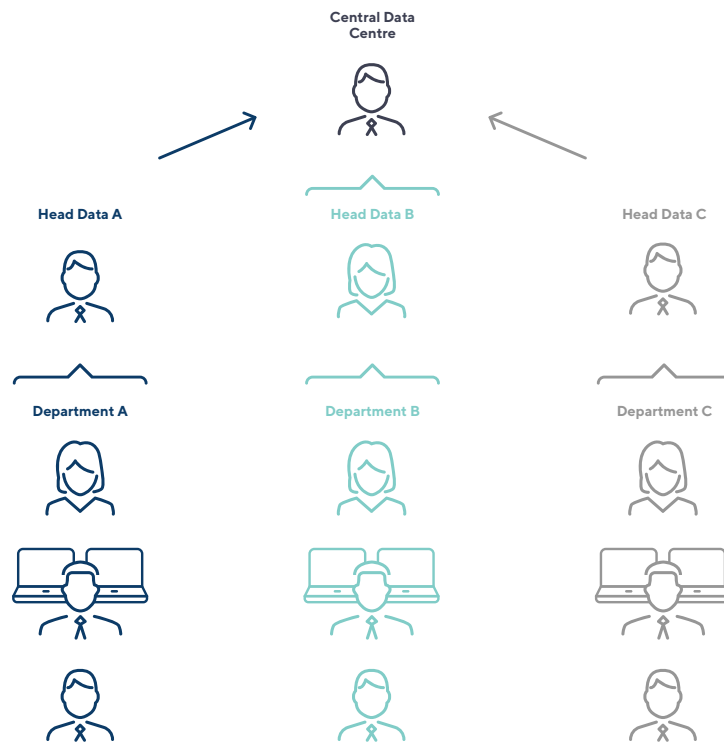 Central Data
Centre
Head Data A
Head Data B
Head Data C
Department A
Department B
Department C